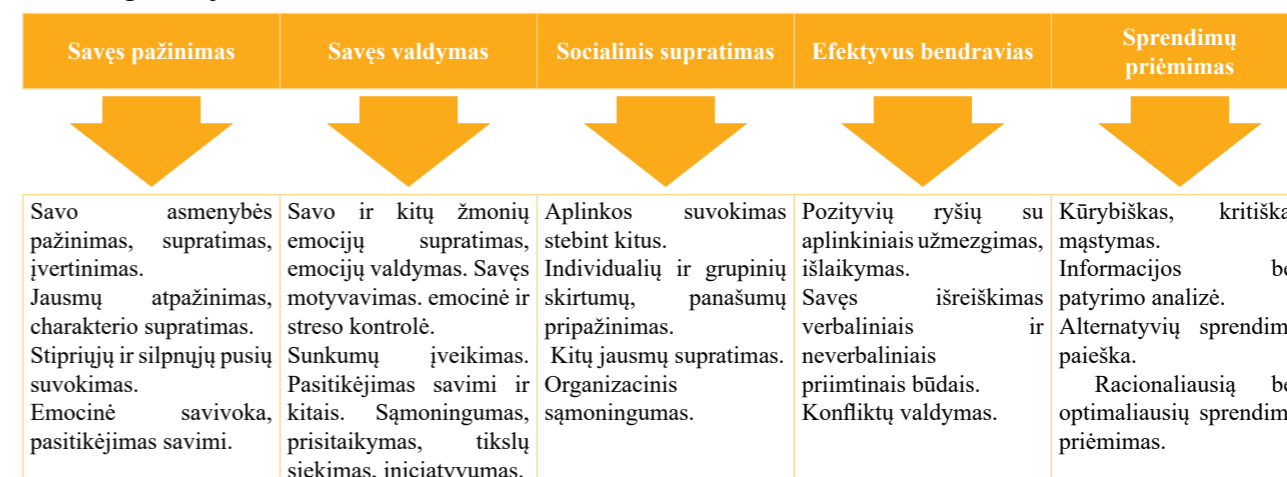 Savęs pažinimas
Savęs valdymas
Socialinis supratimas
Efektyvus bendravias
Sprendimų
priėmimas
Savo asmenybės
pažinimas, supratimas,
įvertinimas.
Jausmų atpažinimas,
charakterio supratimas.
Stipriųjų ir silpnųjų pusių
suvokimas.
Emocinė savivoka,
pasitikėjimas savimi.
Savo ir kitų žmonių
emocijų supratimas,
emocijų valdymas. Savęs
motyvavimas. emocinė ir
streso kontrolė.
Sunkumų įveikimas.
Pasitikėjimas savimi ir
kitais. Sąmoningumas,
prisitaikymas, tikslų
siekimas, iniciatyvumas.
Aplinkos suvokimas
stebint kitus.
Individualių ir grupinių
skirtumų, panašumų
pripažinimas.
Kitų jausmų supratimas.
Organizacinis
sąmoningumas.
Pozityvių ryšių su
aplinkiniais užmezgimas,
išlaikymas.
Savęs išreiškimas
verbaliniais ir
neverbaliniais
priimtinais būdais.
Konfliktų valdymas.
Kūrybiškas,
mąstymas.
Informacijos
patyrimo analizė.
Alternatyvių
paieška.
Racionaliausią
optimaliausių
priėmimas.